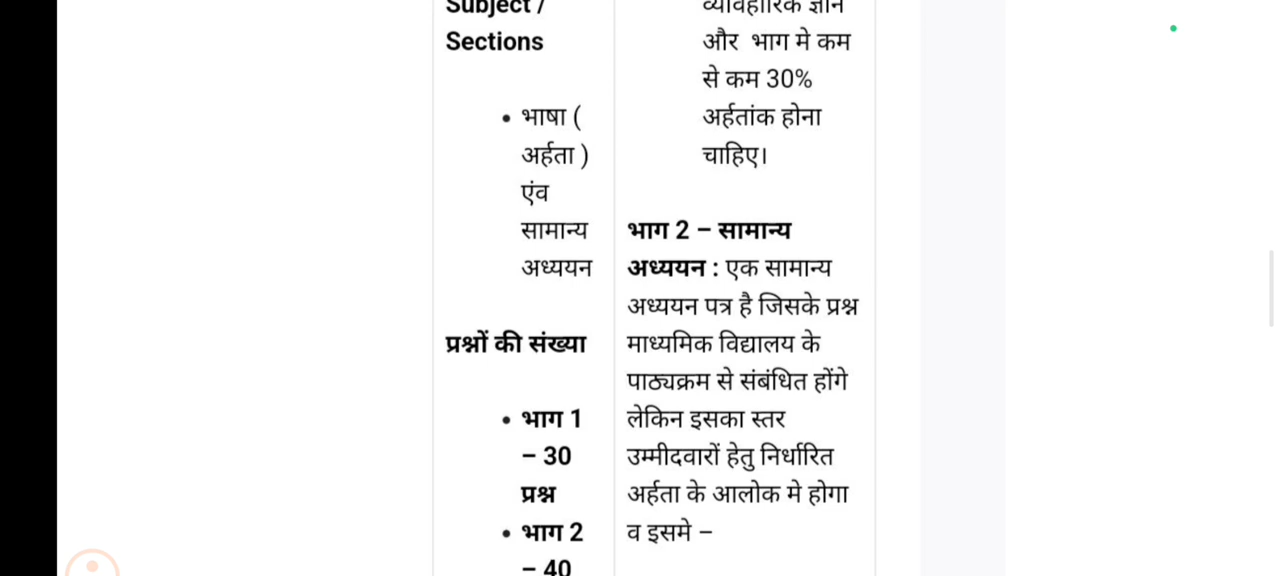 Subject /
Sections
• भाषा (
अर्हता )
एंव
सामान्य
अध्ययन
प्रश्नों की संख्या
• भाग 1
– 30
प्रश्न
• भाग 2
– 40
व्यावहारिक ज्ञान
और भाग मे कम
से कम 30%
अर्हतांक होना
चाहिए।
भाग 2 – सामान्य
अध्ययन : एक सामान्य
अध्ययन पत्र है जिसके प्रश्न
माध्यमिक विद्यालय के
पाठ्यक्रम से संबंधित होंगे
लेकिन इसका स्तर
उम्मीदवारों हेतु निर्धारित
अर्हता के आलोक मे होगा
व इसमे –